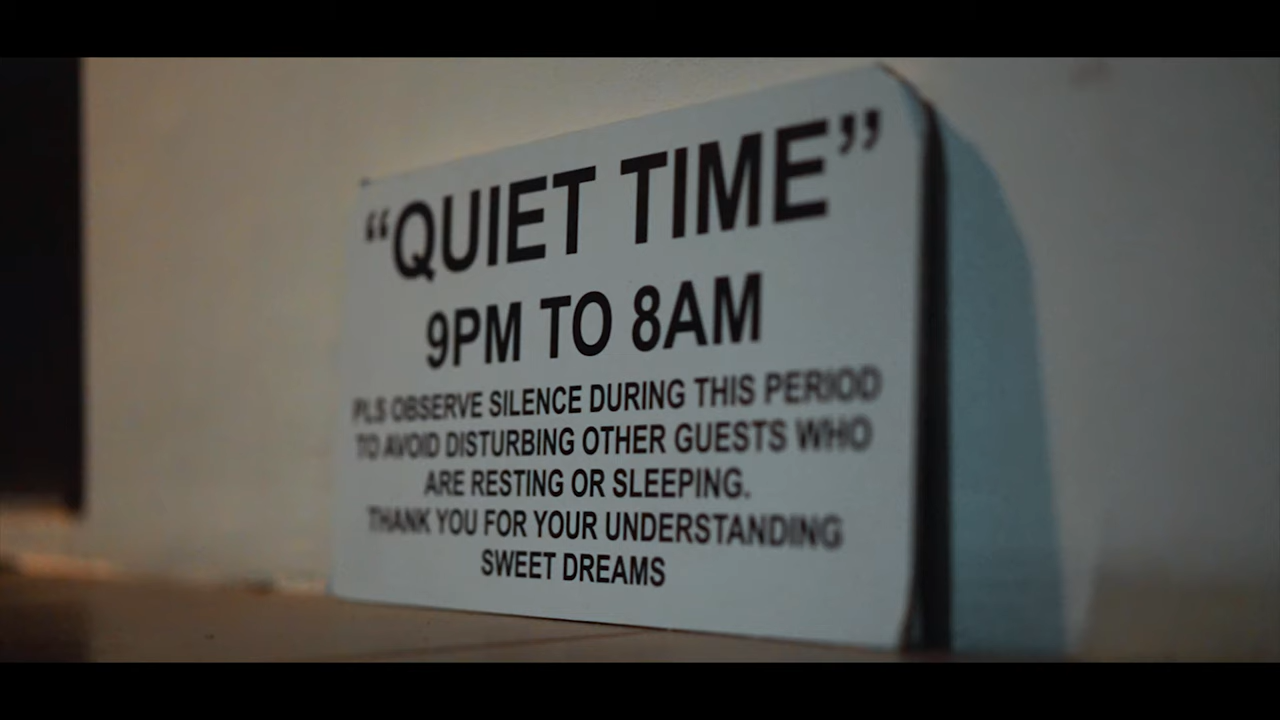 “QUIET TIME”
9PM TO 8AM
PLS OBSERVE SILENCE DURING THIS PERIOD
TO AVOID DISTURBING OTHER GUESTS WHO
ARE RESTING OR SLEEPING.
THANK YOU FOR YOUR UNDERSTANDING
SWEET DREAMS